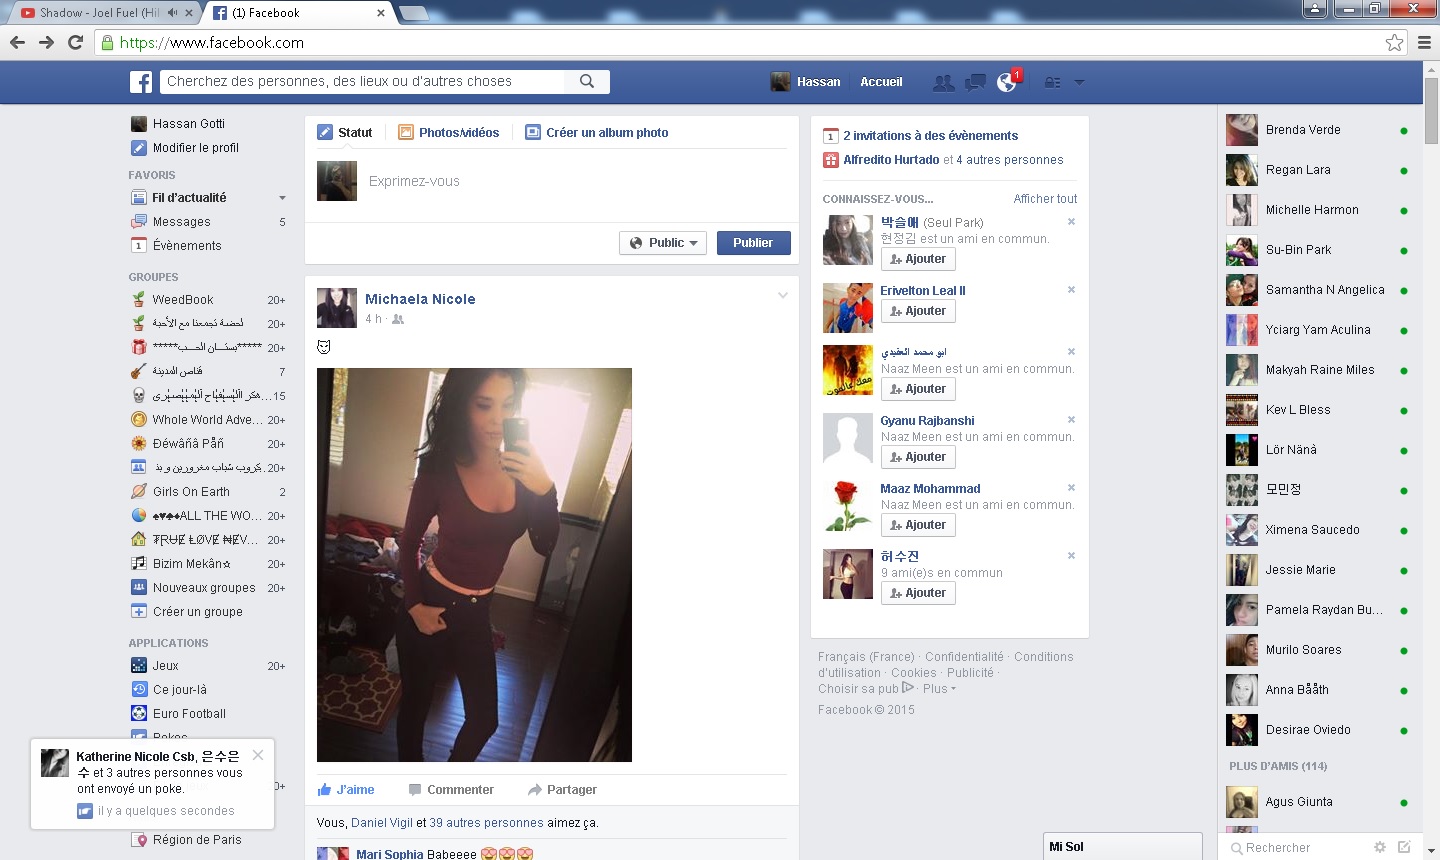 Shadow - Joel Fuel (Hi
(1) Facebook
https://www.facebook.com
Cherchez des personnes, des lieux ou d'autres choses
Hassan
Accueil
1
Hassan Gotti
Modifier le profil
FAVORIS
Fil d'actualité
Messages 5
Évènements
GROUPES
WeedBook 20+
لحضة تجمعنا مع الأحبة 20+
*****بستــان الحــب***** 20+
قناص المدينة 7
15
Whole World Adve... 20+
Déwåñã Påñ 20+
كروب شباب مغرورين و بذ... 20+
Girls On Earth 2
♠♥♣♦ALL THE WO... 20+
₮ⱤɄɆ ŁØVɆ ₦ɆV... 20+
Bizim Mekân☆ 20+
Nouveaux groupes 20+
Créer un groupe
APPLICATIONS
Jeux 20+
Ce jour-là
Euro Football
Pokes
Région de Paris
Katherine Nicole Csb, 은수은
수 et 3 autres personnes vous
ont envoyé un poke.
il y a quelques secondes
Statut
Photos/vidéos
Créer un album photo
Exprimez-vous
Public
Publier
Michaela Nicole
4 h ·
J'aime
Commenter
Partager
Vous, Daniel Vigil et 39 autres personnes aimez ça.
Mari Sophia Babeeee
2 invitations à des évènements
Alfredito Hurtado et 4 autres personnes
CONNAISSEZ-VOUS... Afficher tout
박슬애 (Seul Park)
현정김 est un ami en commun.
Ajouter
Erivelton Leal II
Ajouter
ابو محمد العقيدي
Naaz Meen est un ami en commun.
Ajouter
Gyanu Rajbanshi
Naaz Meen est un ami en commun.
Ajouter
Maaz Mohammad
Naaz Meen est un ami en commun.
Ajouter
허수진
9 ami(e)s en commun
Ajouter
Français (France) · Confidentialité · Conditions
d'utilisation · Cookies · Publicité ·
Choisir sa pub · Plus
Facebook © 2015
Brenda Verde
Regan Lara
Michelle Harmon
Su-Bin Park
Samantha N Angelica
Yciarg Yam Aculina
Makyah Raine Miles
Kev L Bless
Lör Nänà
모민정
Ximena Saucedo
Jessie Marie
Pamela Raydan Bu...
Murilo Soares
Anna Bååth
Desirae Oviedo
PLUS D'AMIS (114)
Agus Giunta
Rechercher
Mi Sol